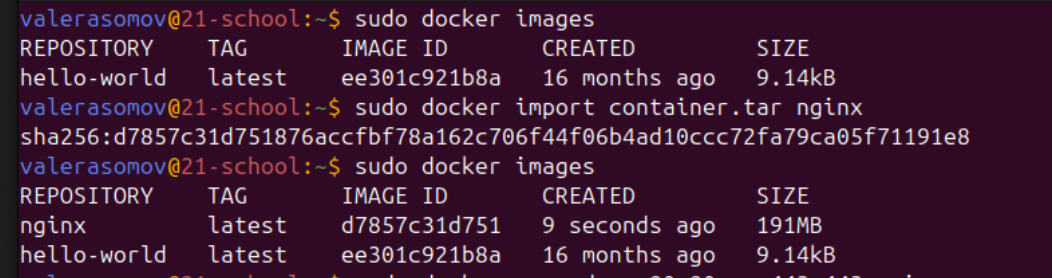 valerasomov@21-school:~$ sudo docker images
REPOSITORY    TAG       IMAGE ID       CREATED         SIZE
hello-world   latest    ee301c921b8a   16 months ago   9.14kB
valerasomov@21-school:~$ sudo docker import container.tar nginx
sha256:d7857c31d751876accfbf78a162c706f44f06b4ad10ccc72fa79ca05f71191e8
valerasomov@21-school:~$ sudo docker images
REPOSITORY    TAG       IMAGE ID       CREATED         SIZE
nginx         latest    d7857c31d751   9 seconds ago   191MB
hello-world   latest    ee301c921b8a   16 months ago   9.14kB